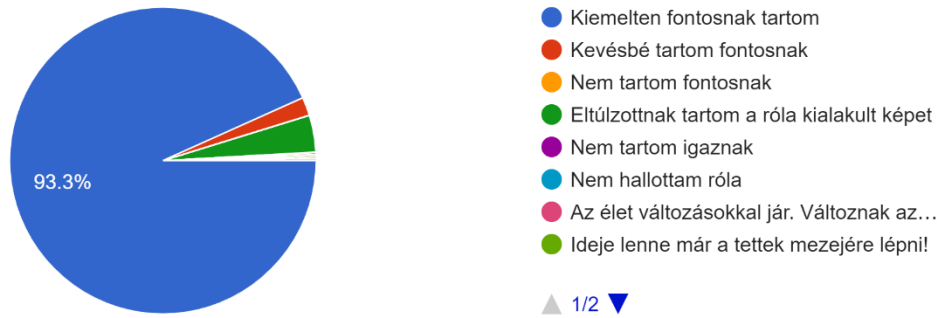 93.3%
Kiemelten fontosnak tartom
Kevésbé tartom fontosnak
Nem tartom fontosnak
Eltúlzottnak tartom a róla kialakult képet
Nem tartom igaznak
Nem hallottam róla
Az élet változásokkal jár. Változnak az…
Ideje lenne már a tettek mezejére lépni!
1/2